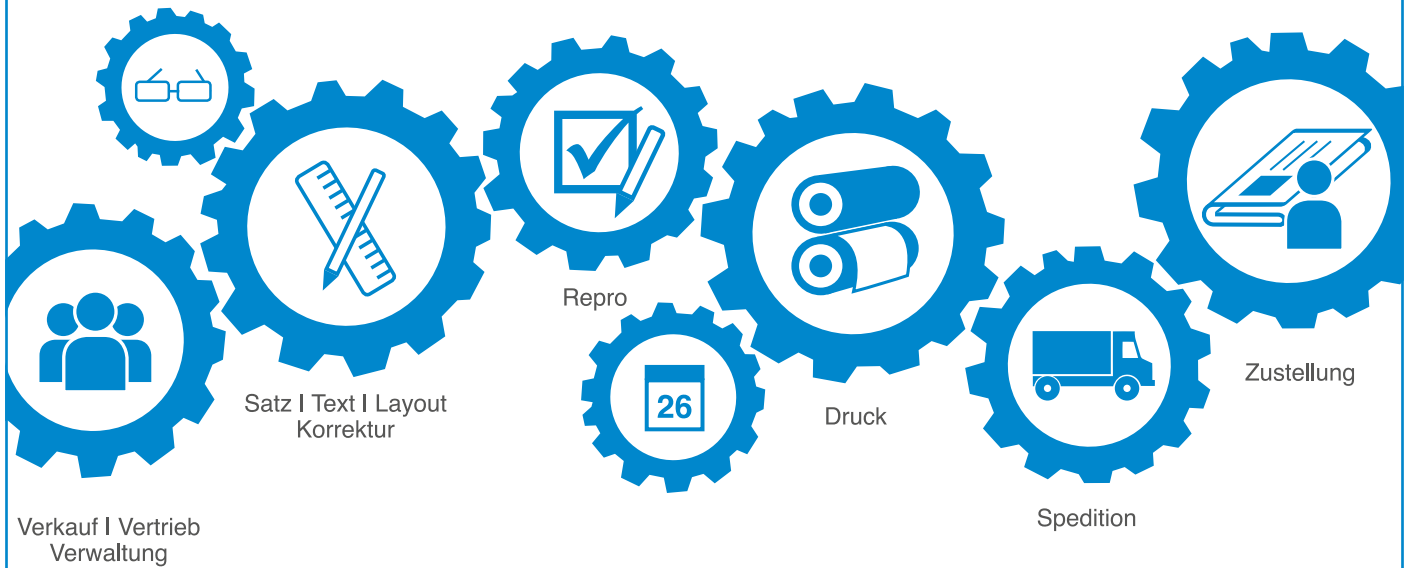 Verkauf I Vertrieb
Verwaltung
Satz I Text I Layout
Korrektur
Repro
26
Druck
Spedition
Zustellung